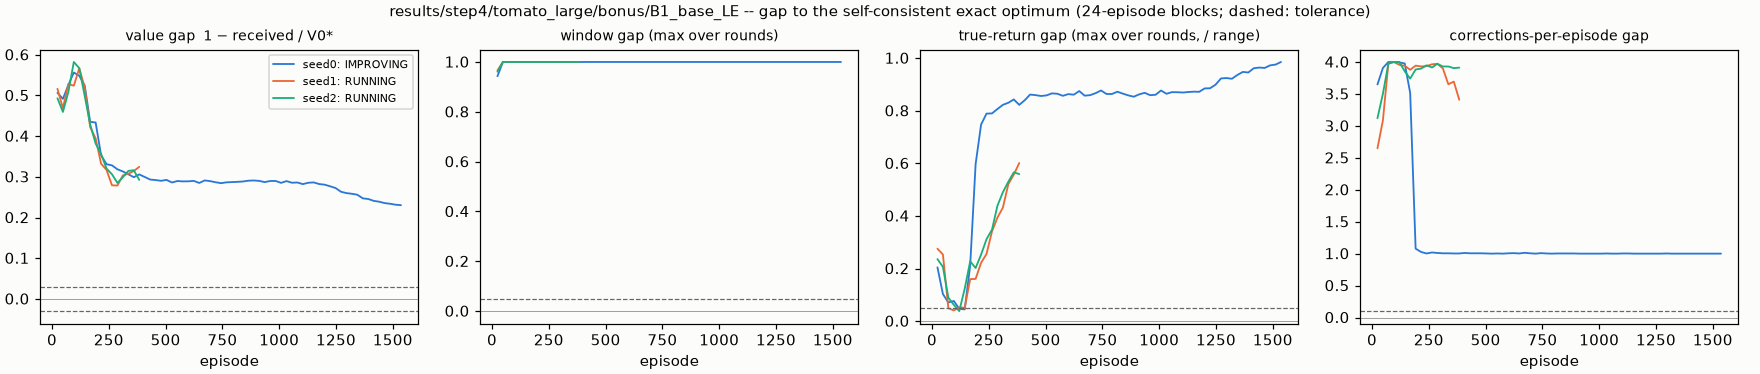 results/step4/tomato_large/bonus/B1_base_LE -- gap to the self-consistent exact optimum (24-episode blocks; dashed: tolerance)
value gap 1 − received / V0*
0.6
0.5
0.4
0.3
0.2
0.1
0.0
0 250 500 750 1000 1250 1500
episode
seed0: IMPROVING
seed1: RUNNING
seed2: RUNNING
window gap (max over rounds)
1.0
0.8
0.6
0.4
0.2
0.0
0 250 500 750 1000 1250 1500
episode
true-return gap (max over rounds, / range)
1.0
0.8
0.6
0.4
0.2
0.0
0 250 500 750 1000 1250 1500
episode
corrections-per-episode gap
4.0
3.5
3.0
2.5
2.0
1.5
1.0
0.5
0.0
0 250 500 750 1000 1250 1500
episode